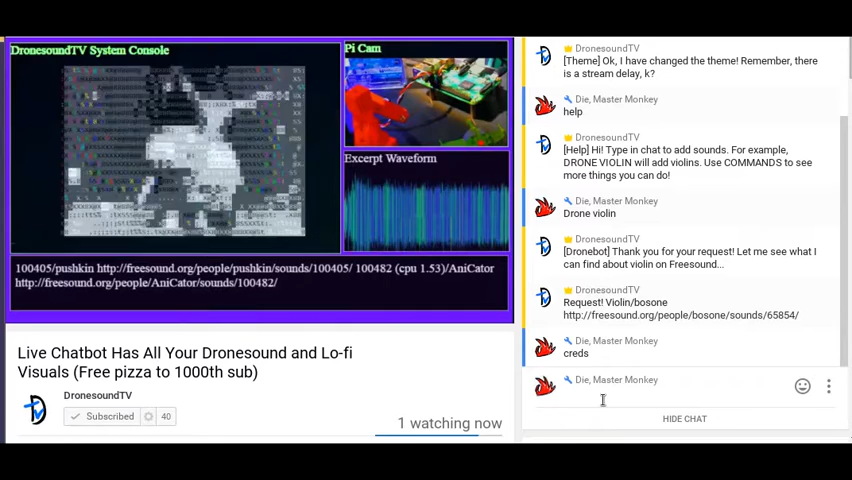 DronesoundTV System Console
Pi Cam
Excerpt Waveform
100405/pushkin http://freesound.org/people/pushkin/sounds/100405/ 100482 (cpu 1.53)/AniCator
http://freesound.org/people/AniCator/sounds/100482/
Live Chatbot Has All Your Dronesound and Lo-fi
Visuals (Free pizza to 1000th sub)
DronesoundTV
Subscribed 40
1 watching now
DronesoundTV
[Theme] Ok, I have changed the theme! Remember, there
is a stream delay, k?
Die, Master Monkey
help
DronesoundTV
[Help] Hi! Type in chat to add sounds. For example,
DRONE VIOLIN will add violins. Use COMMANDS to see
more things you can do!
Die, Master Monkey
Drone violin
DronesoundTV
[Dronebot] Thank you for your request! Let me see what I
can find about violin on Freesound...
DronesoundTV
Request! Violin/bosone
http://freesound.org/people/bosone/sounds/65854/
Die, Master Monkey
creds
Die, Master Monkey
HIDE CHAT